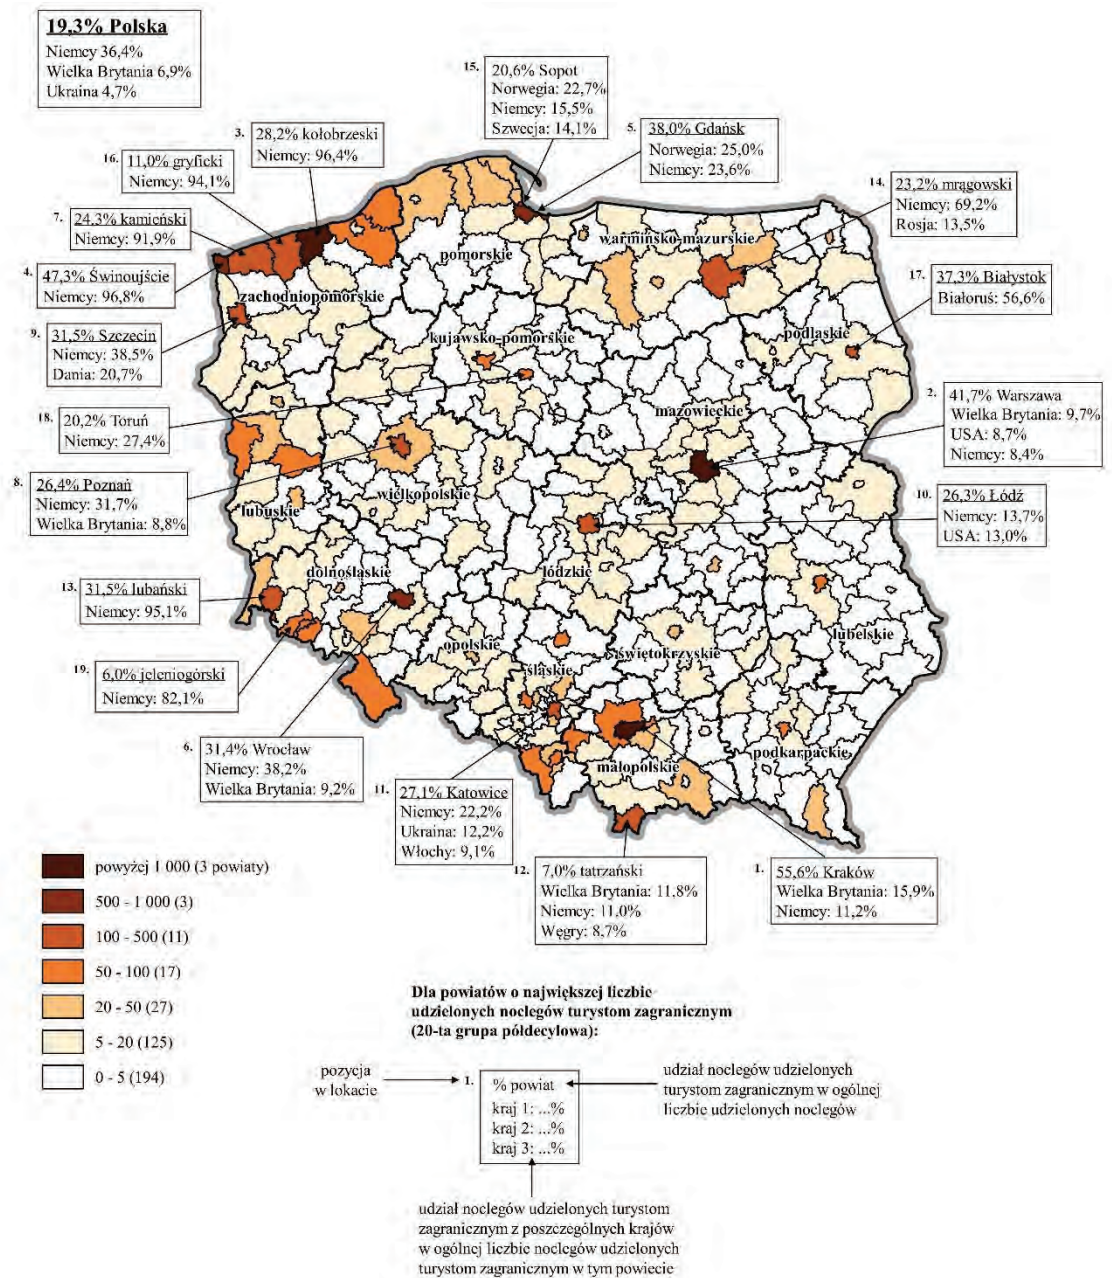 19,3% Polska
Niemcy 36,4%
Wielka Brytania 6,9%
Ukraina 4,7%
15. 20,6% Sopot
Norwegia: 22,7%
Niemcy: 15,5%
Szwecja: 14,1%
3. 28,2% kołobrzeski
Niemcy: 96,4%
5. 38,0% Gdańsk
Norwegia: 25,0%
Niemcy: 23,6%
16. 11,0% gryficki
Niemcy: 94,1%
14. 23,2% mrągowski
Niemcy: 69,2%
Rosja: 13,5%
7. 24,3% kamieński
Niemcy: 91,9%
4. 47,3% Świnoujście
Niemcy: 96,8%
17. 37,3% Białystok
Białoruś: 56,6%
9. 31,5% Szczecin
Niemcy: 38,5%
Dania: 20,7%
2. 41,7% Warszawa
Wielka Brytania: 9,7%
USA: 8,7%
Niemcy: 8,4%
18. 20,2% Toruń
Niemcy: 27,4%
8. 26,4% Poznań
Niemcy: 31,7%
Wielka Brytania: 8,8%
10. 26,3% Łódź
Niemcy: 13,7%
USA: 13,0%
13. 31,5% lubański
Niemcy: 95,1%
19. 6,0% jeleniogórski
Niemcy: 82,1%
6. 31,4% Wrocław
Niemcy: 38,2%
Wielka Brytania: 9,2%
11. 27,1% Katowice
Niemcy: 22,2%
Ukraina: 12,2%
Włochy: 9,1%
12. 7,0% tatrzański
Wielka Brytania: 11,8%
Niemcy: 11,0%
Węgry: 8,7%
1. 55,6% Kraków
Wielka Brytania: 15,9%
Niemcy: 11,2%
pomorskie
warmińsko-mazurskie
zachodniopomorskie
kujawsko-pomorskie
podlaskie
mazowieckie
wielkopolskie
lubuskie
dolnośląskie
łódzkie
lubelskie
opolskie
śląskie
świętokrzyskie
małopolskie
podkarpackie
powyżej 1 000 (3 powiaty)
500 - 1 000 (3)
100 - 500 (11)
50 - 100 (17)
20 - 50 (27)
5 - 20 (125)
0 - 5 (194)
Dla powiatów o największej liczbie
udzielonych noclegów turystom zagranicznym
(20-ta grupa półdecylowa):
pozycja
w lokacie
1. % powiat
kraj 1: ...%
kraj 2: ...%
kraj 3: ...%
udział noclegów udzielonych
turystom zagranicznym w ogólnej
liczbie udzielonych noclegów
udział noclegów udzielonych turystom
zagranicznym z poszczególnych krajów
w ogólnej liczbie noclegów udzielonych
turystom zagranicznym w tym powiecie